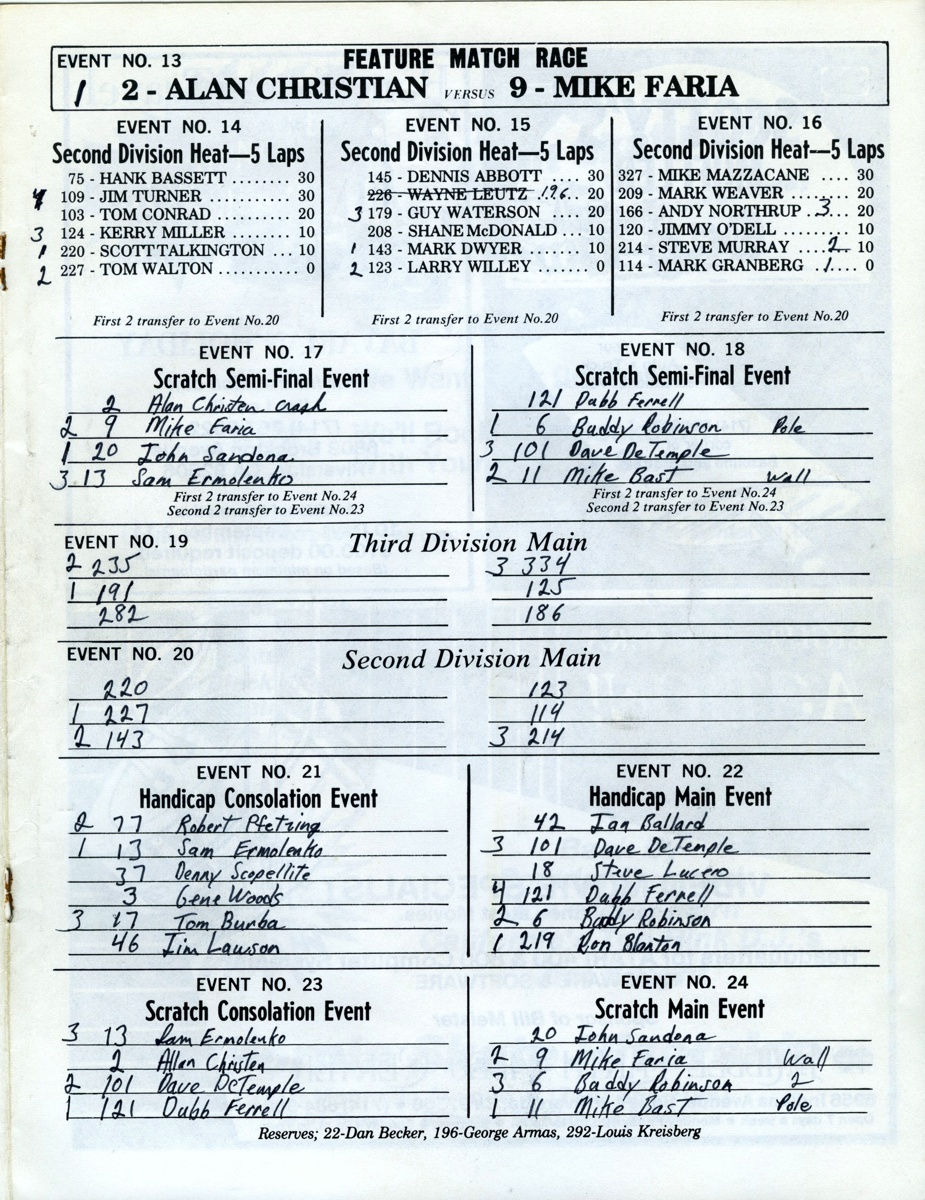 EVENT NO. 13 FEATURE MATCH RACE
1 2 - ALAN CHRISTIAN VERSUS 9 - MIKE FARIA
EVENT NO. 14
Second Division Heat—5 Laps
75 - HANK BASSETT ........ 30
4 109 - JIM TURNER ........... 30
103 - TOM CONRAD ......... 20
3 124 - KERRY MILLER ........ 10
1 220 - SCOTT TALKINGTON ... 10
2 227 - TOM WALTON .......... 0
First 2 transfer to Event No.20
EVENT NO. 15
Second Division Heat—5 Laps
145 - DENNIS ABBOTT .... 30
226 - WAYNE LEUTZ .196.. 20
3 179 - GUY WATERSON .... 20
208 - SHANE McDONALD ... 10
1 143 - MARK DWYER ...... 10
2 123 - LARRY WILLEY ....... 0
First 2 transfer to Event No.20
EVENT NO. 16
Second Division Heat—5 Laps
327 - MIKE MAZZACANE .... 30
209 - MARK WEAVER ....... 20
166 - ANDY NORTHRUP ..3.. 20
120 - JIMMY O'DELL ......... 10
214 - STEVE MURRAY ..2.. 10
114 - MARK GRANBERG .1.... 0
First 2 transfer to Event No.20
EVENT NO. 17
Scratch Semi-Final Event
2 Alan Christen crash
2 9 Mike Faria
1 20 John Sandona
3 13 Sam Ermolenko
First 2 transfer to Event No.24
Second 2 transfer to Event No.23
EVENT NO. 18
Scratch Semi-Final Event
121 Dubb Ferrell
1 6 Buddy Robinson Pole
3 101 Dave DeTemple
2 11 Mike Bast Wall
First 2 transfer to Event No.24
Second 2 transfer to Event No.23
EVENT NO. 19 Third Division Main
2 235 3 334
1 191 125
282 186
EVENT NO. 20 Second Division Main
220 123
1 227 114
2 143 3 214
EVENT NO. 21
Handicap Consolation Event
2 77 Robert Pfetzing
1 13 Sam Ermolenko
37 Denny Scopellite
3 Gene Woods
3 17 Tom Burba
46 Jim Lawson
EVENT NO. 22
Handicap Main Event
42 Ian Ballard
3 101 Dave DeTemple
18 Steve Lucero
4 121 Dubb Ferrell
2 6 Buddy Robinson
1 219 Ron Blanton
EVENT NO. 23
Scratch Consolation Event
3 13 Sam Ermolenko
2 Allan Christen
2 101 Dave DeTemple
1 121 Dubb Ferrell
EVENT NO. 24
Scratch Main Event
20 John Sandona
2 9 Mike Faria Wall
3 6 Buddy Robinson 2
1 11 Mike Bast Pole
Reserves; 22-Dan Becker, 196-George Armas, 292-Louis Kreisberg